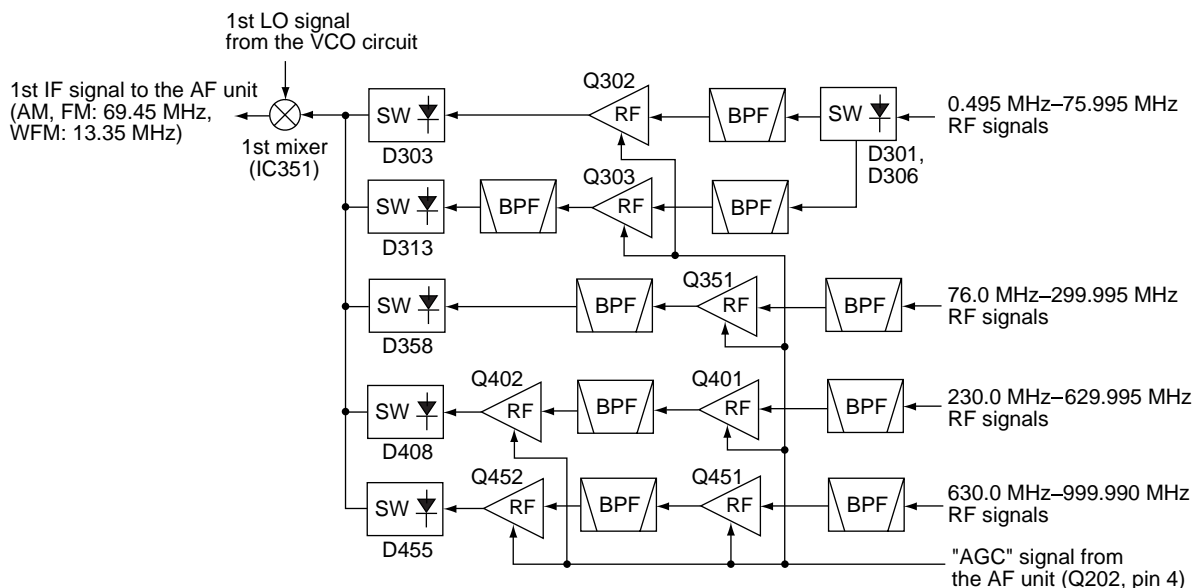 1st LO signal
from the VCO circuit
1st IF signal to the AF unit
(AM, FM: 69.45 MHz,
WFM: 13.35 MHz)
1st mixer
(IC351)
SW
D303
Q302
RF
BPF
SW
D301,
D306
0.495 MHz–75.995 MHz
RF signals
SW
D313
BPF
Q303
RF
BPF
SW
D358
BPF
Q351
RF
BPF
76.0 MHz–299.995 MHz
RF signals
SW
D408
Q402
RF
BPF
Q401
RF
BPF
230.0 MHz–629.995 MHz
RF signals
SW
D455
Q452
RF
BPF
Q451
RF
BPF
630.0 MHz–999.990 MHz
RF signals
"AGC" signal from
the AF unit (Q202, pin 4)